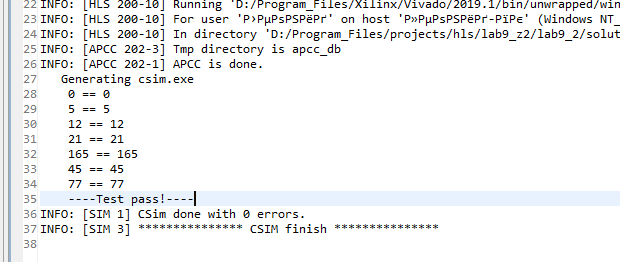 22 INFO: [HLS 200-10] Running 'D:/Program_Files/Xilinx/Vivado/2019.1/bin/unwrapped/win
23 INFO: [HLS 200-10] For user 'Р›РµРѕРЅРёРґ' on host 'Р»РµРѕРЅРёРґ-РїРє' (Windows NT_
24 INFO: [HLS 200-10] In directory 'D:/Program_Files/projects/hls/lab9_z2/lab9_2/solut
25 INFO: [APCC 202-3] Tmp directory is apcc_db
26 INFO: [APCC 202-1] APCC is done.
27 Generating csim.exe
28 0 == 0
29 5 == 5
30 12 == 12
31 21 == 21
32 165 == 165
33 45 == 45
34 77 == 77
35 ----Test pass!----
36 INFO: [SIM 1] CSim done with 0 errors.
37 INFO: [SIM 3] *************** CSIM finish ***************
38